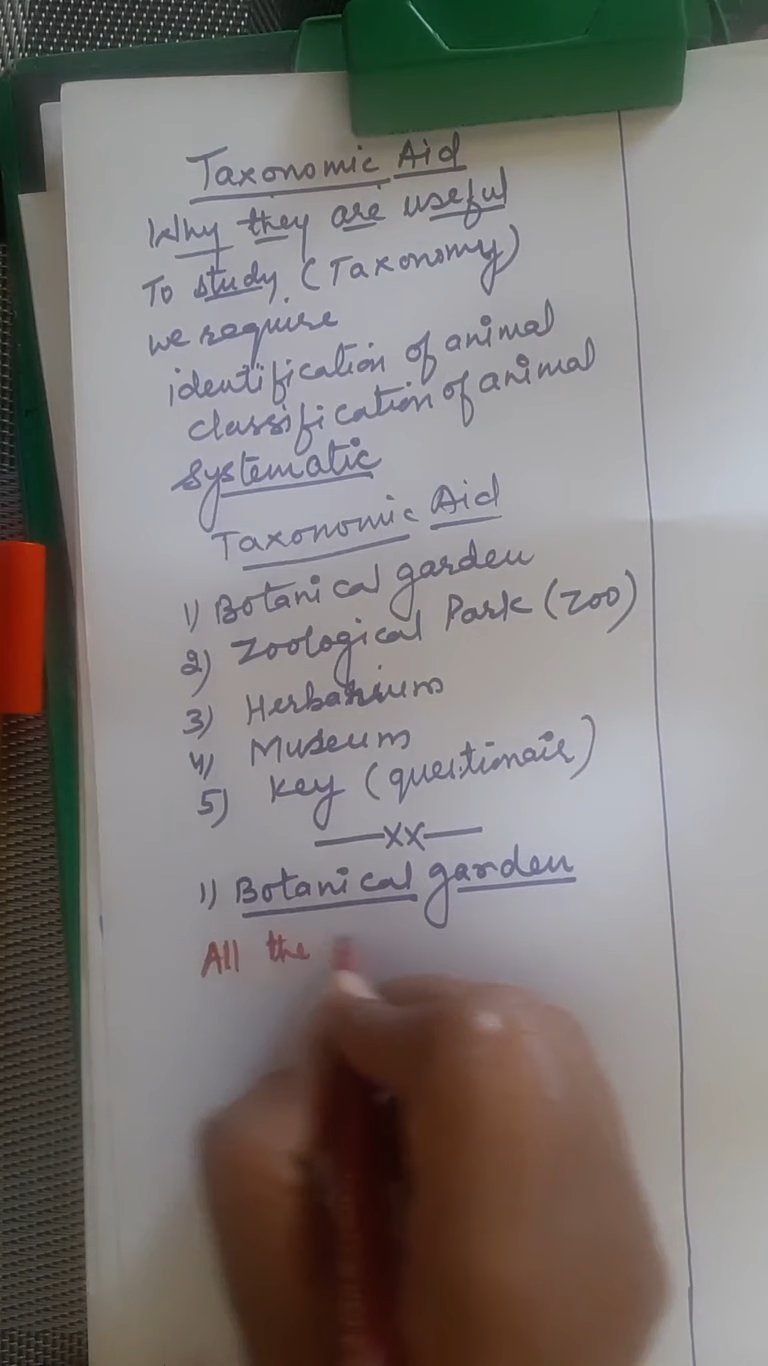 Taxonomic Aid
Why they are useful
To study (Taxonomy)
we require
identification of animal
classification of animal
systematic
Taxonomic Aid
1) Botanical garden
2) Zoological Park (ZOO)
3) Herbarium
4) Museum
5) Key (questionair)
—xx—
1) Botanical garden
All the